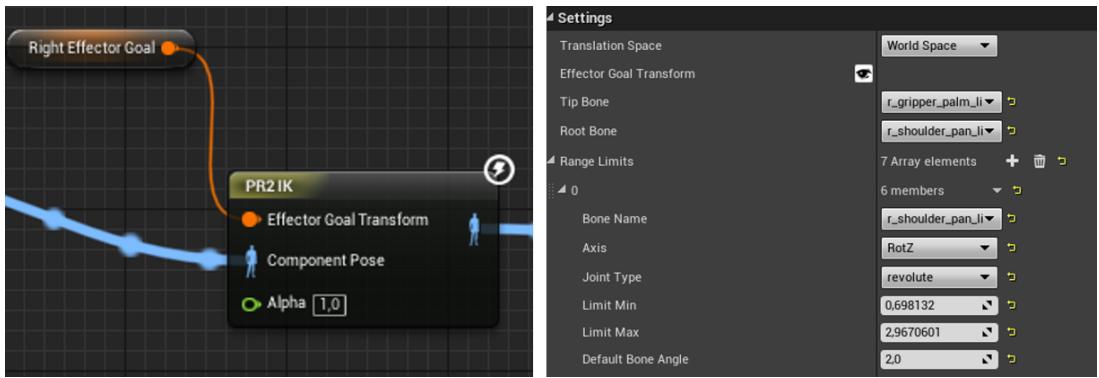 Right Effector Goal
PR2 IK
Effector Goal Transform
Component Pose
Alpha 1,0
Settings
Translation Space World Space
Effector Goal Transform
Tip Bone r_gripper_palm_li
Root Bone r_shoulder_pan_li
Range Limits 7 Array elements
0 6 members
Bone Name r_shoulder_pan_li
Axis RotZ
Joint Type revolute
Limit Min 0,698132
Limit Max 2,9670601
Default Bone Angle 2,0